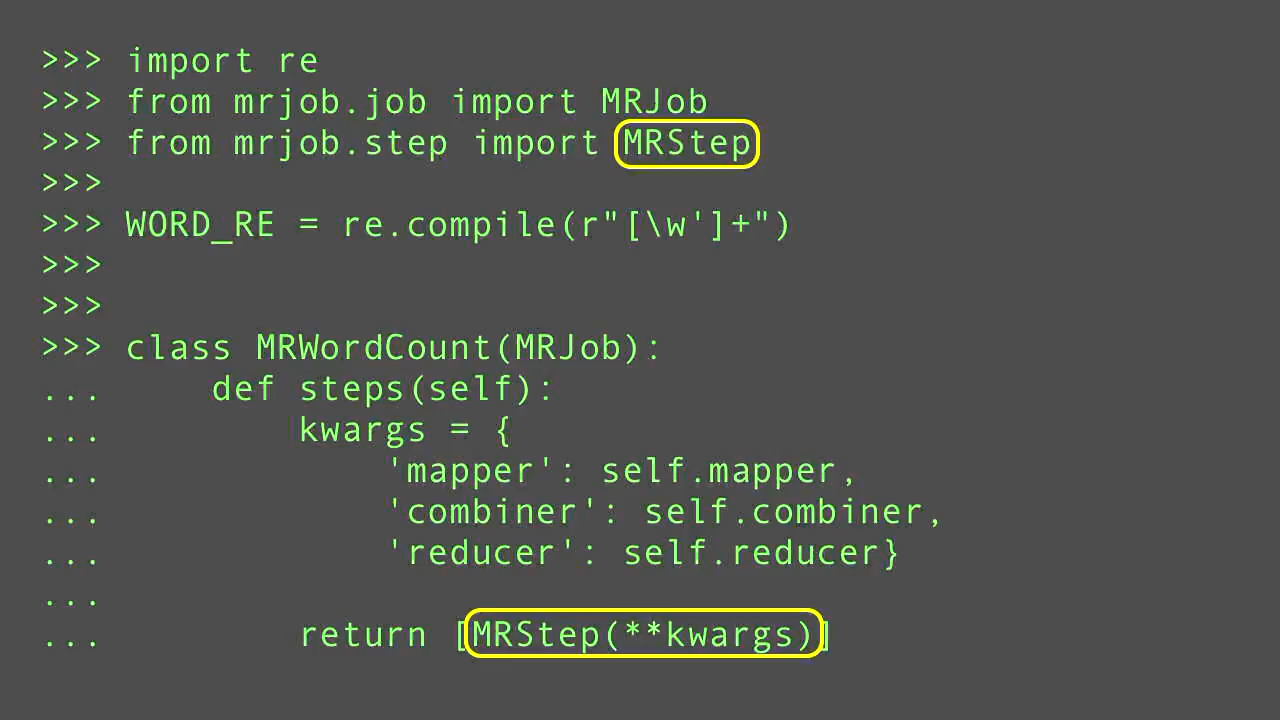 >>> import re
>>> from mrjob.job import MRJob
>>> from mrjob.step import MRStep
>>>
>>> WORD_RE = re.compile(r"[\w']+")
>>>
>>>
>>> class MRWordCount(MRJob):
...     def steps(self):
...         kwargs = {
...             'mapper': self.mapper,
...             'combiner': self.combiner,
...             'reducer': self.reducer}
...
...         return [MRStep(**kwargs)]